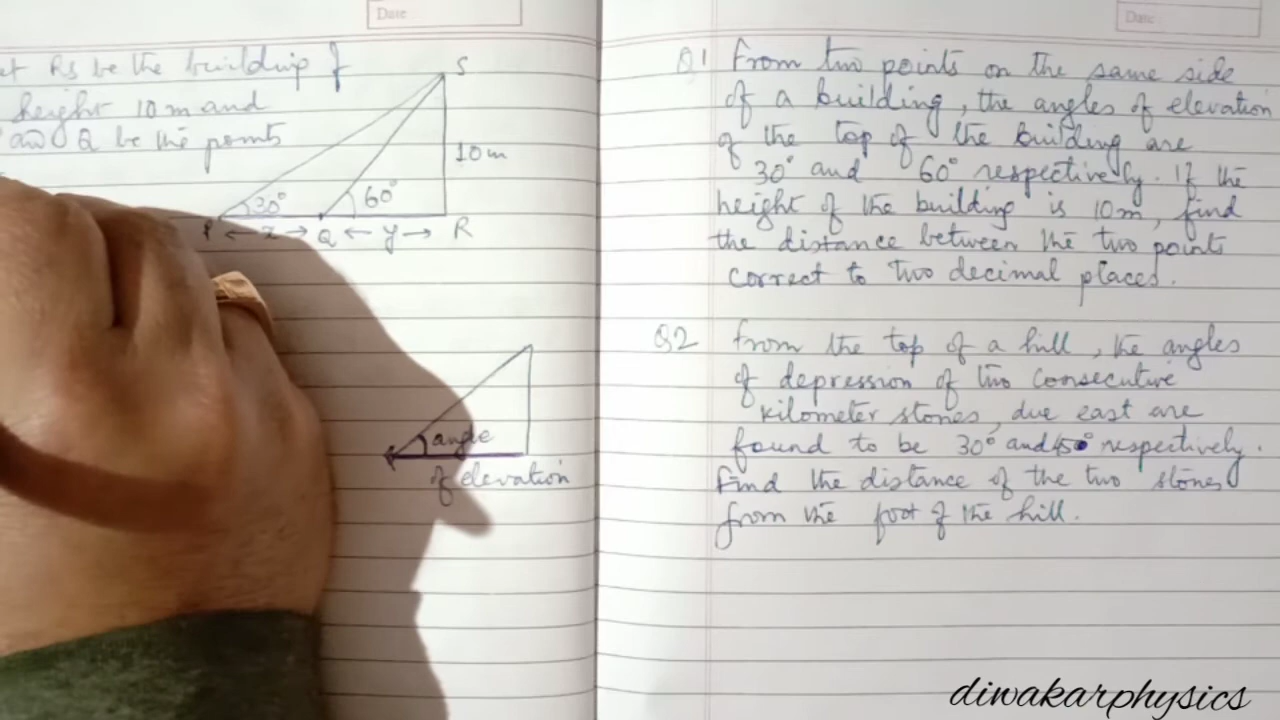 Date
Let RS be the building of
height 10 m and
and Q be the points
S
10m
30°
60°
P ← x → Q ← y → R
angle
of elevation
Date
Q1 From two points on the same side
of a building, the angles of elevation
of the top of the building are
30° and 60° respectively. If the
height of the building is 10m, find
the distance between the two points
correct to two decimal places.
Q2 From the top of a hill, the angles
of depression of two consecutive
kilometer stones, due east are
found to be 30° and 45° respectively.
Find the distance of the two stones
from the foot of the hill.
diwakarphysics